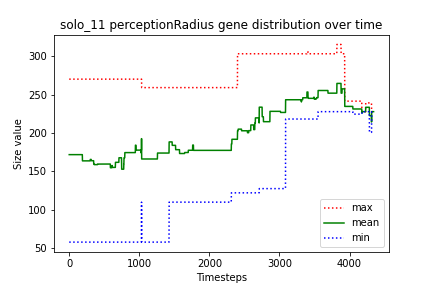 solo_11 perceptionRadius gene distribution over time
Size value
300
250
200
150
100
50
0
1000
2000
3000
4000
Timesteps
max
mean
min